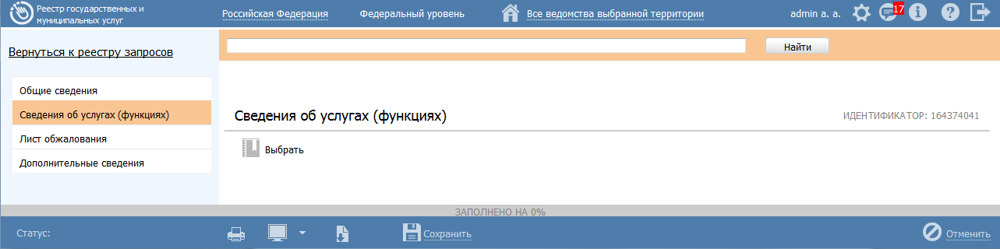 Реестр государственных и
муниципальных услуг
Российская Федерация
Федеральный уровень
Все ведомства выбранной территории
admin a. a.
17
Вернуться к реестру запросов
Найти
Общие сведения
Сведения об услугах (функциях)
Лист обжалования
Дополнительные сведения
Сведения об услугах (функциях)
ИДЕНТИФИКАТОР: 164374041
Выбрать
ЗАПОЛНЕНО НА 0%
Статус:
Сохранить
Отменить